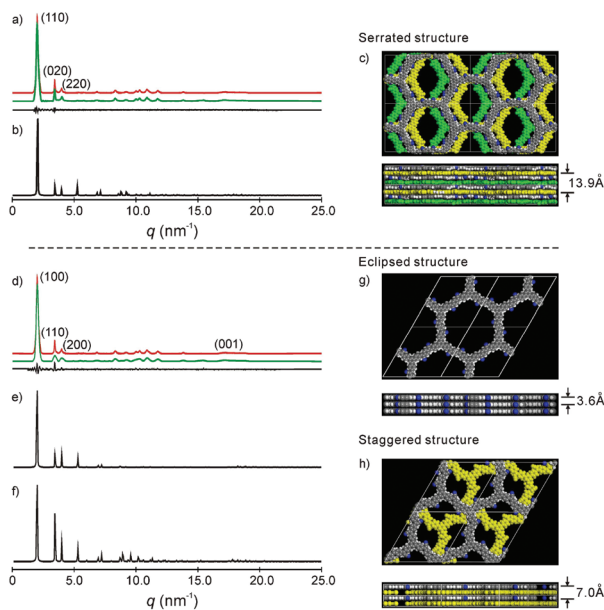 a)
(110)
(020)
(220)
b)
0 5.0 10.0 15.0 20.0 25.0
q (nm⁻¹)
Serrated structure
c)
13.9Å
d)
(100)
(110)
(200)
(001)
e)
f)
0 5.0 10.0 15.0 20.0 25.0
q (nm⁻¹)
Eclipsed structure
g)
3.6Å
Staggered structure
h)
7.0Å